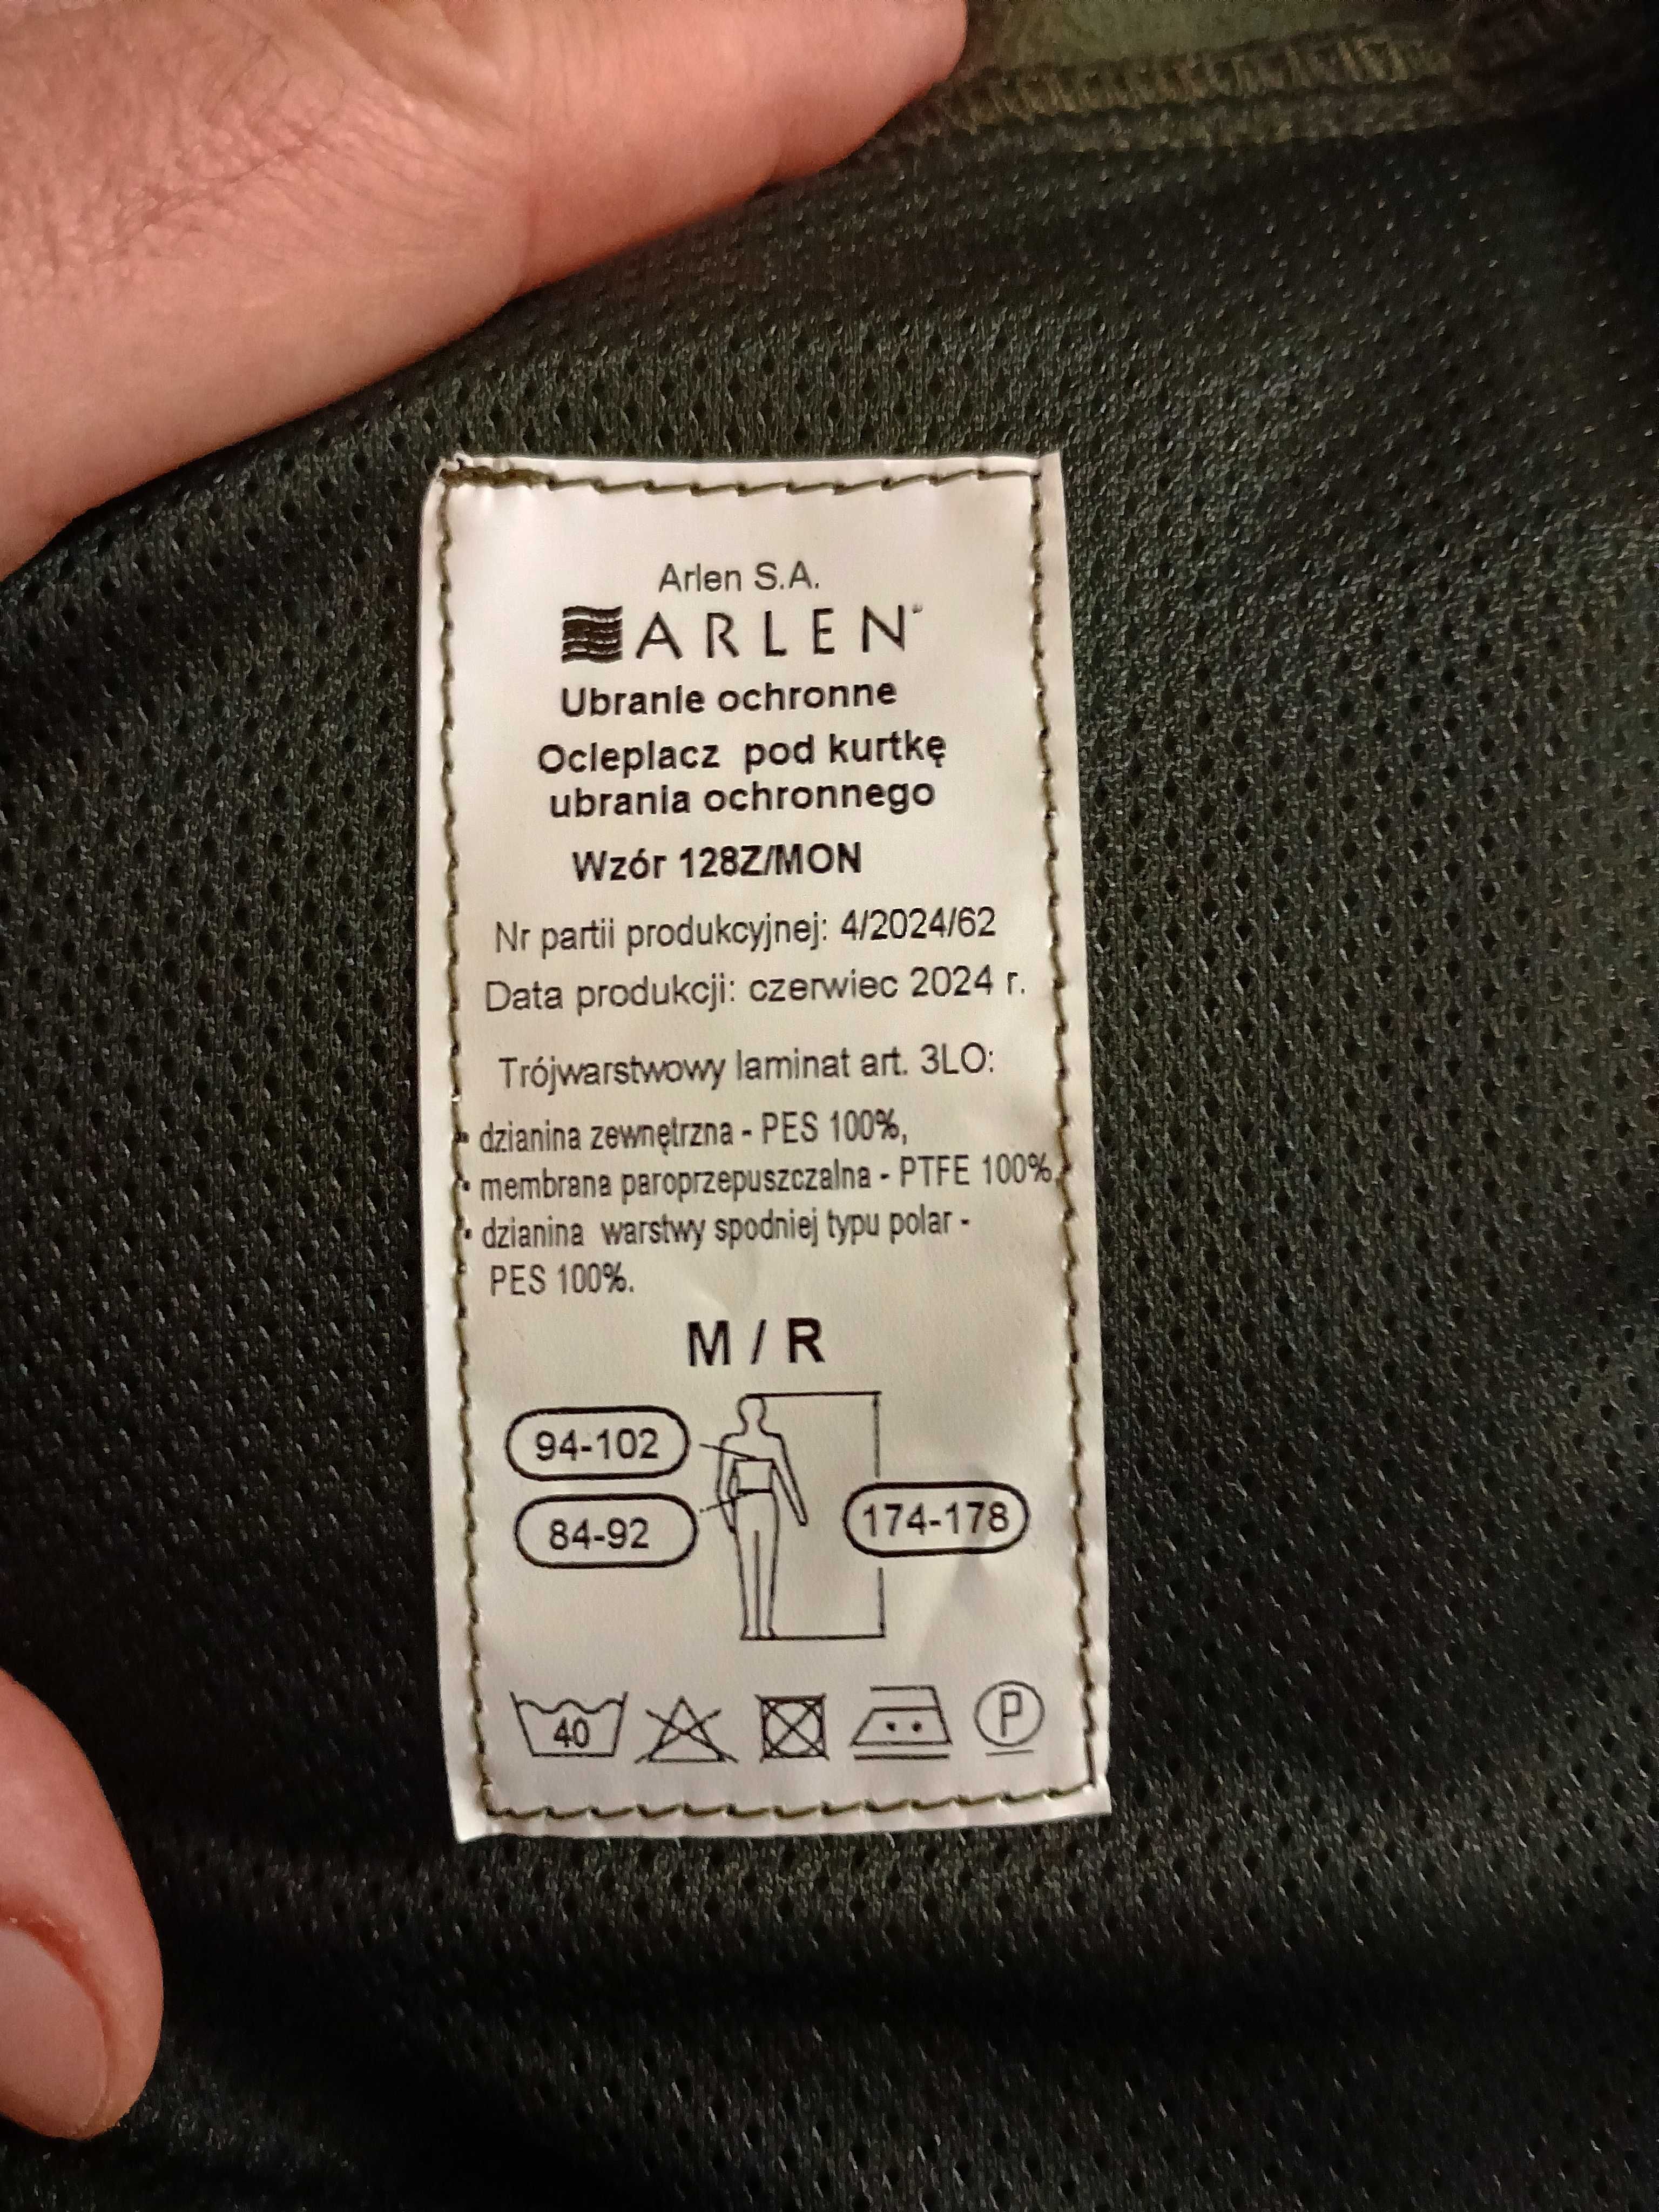 Arlen S.A.
ARLEN
Ubranie ochronne
Ocieplacz pod kurtkę
ubrania ochronnego
Wzór 128Z/MON
Nr partii produkcyjnej: 4/2024/62
Data produkcji: czerwiec 2024 r.
Trójwarstwowy laminat art. 3LO:
• dzianina zewnętrzna - PES 100%,
• membrana paroprzepuszczalna - PTFE 100%,
• dzianina warstwy spodniej typu polar -
PES 100%.
M / R
94-102
84-92
174-178
40
P